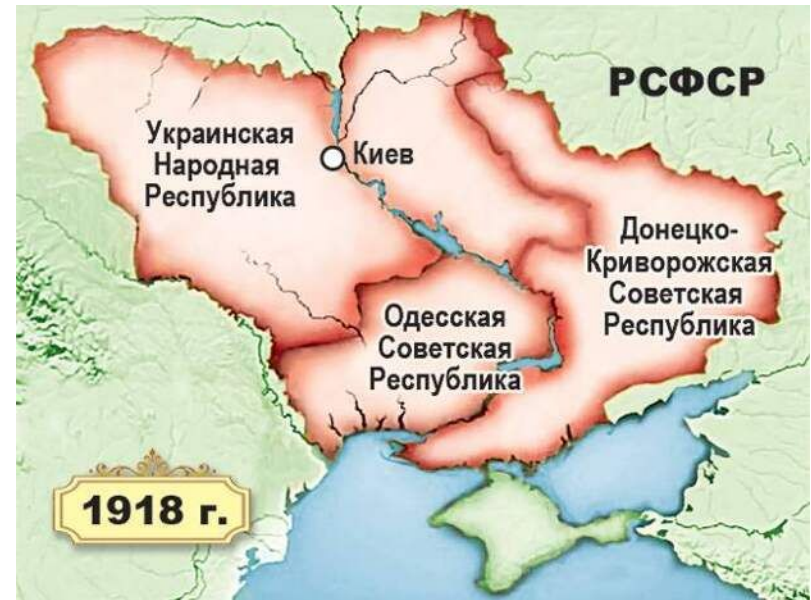 РСФСР
Украинская
Народная
Республика
Киев
Донецко-
Криворожская
Советская
Республика
Одесская
Советская
Республика
1918 г.